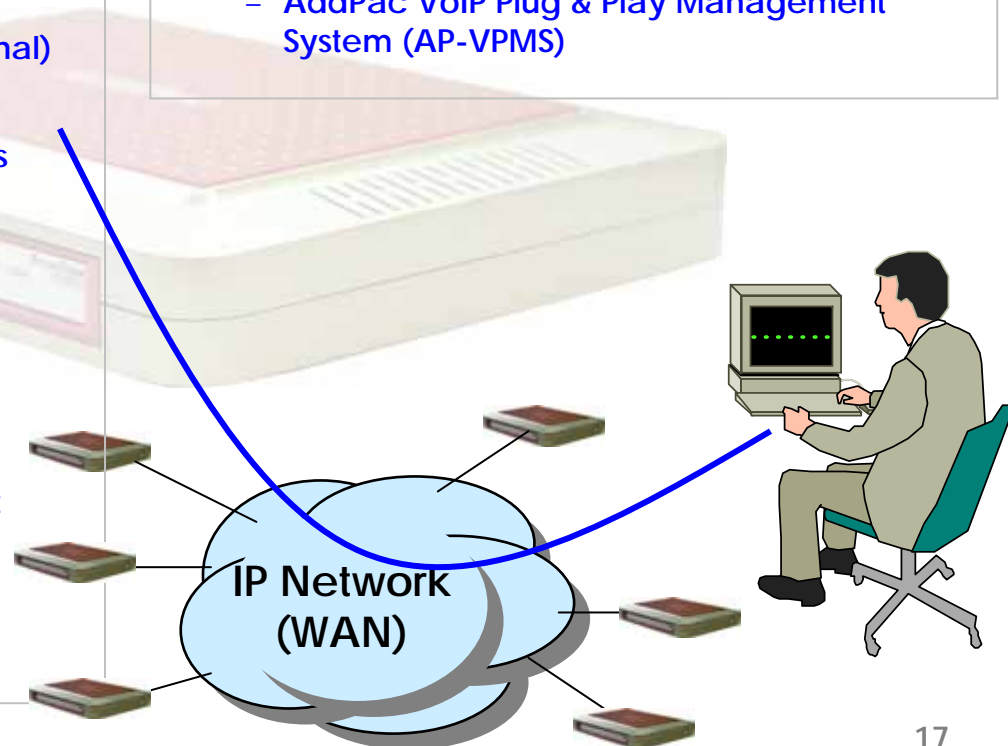 – AddPac VoIP Plug & Play Management
System (AP-VPMS)
nal)
s
IP Network
(WAN)
17